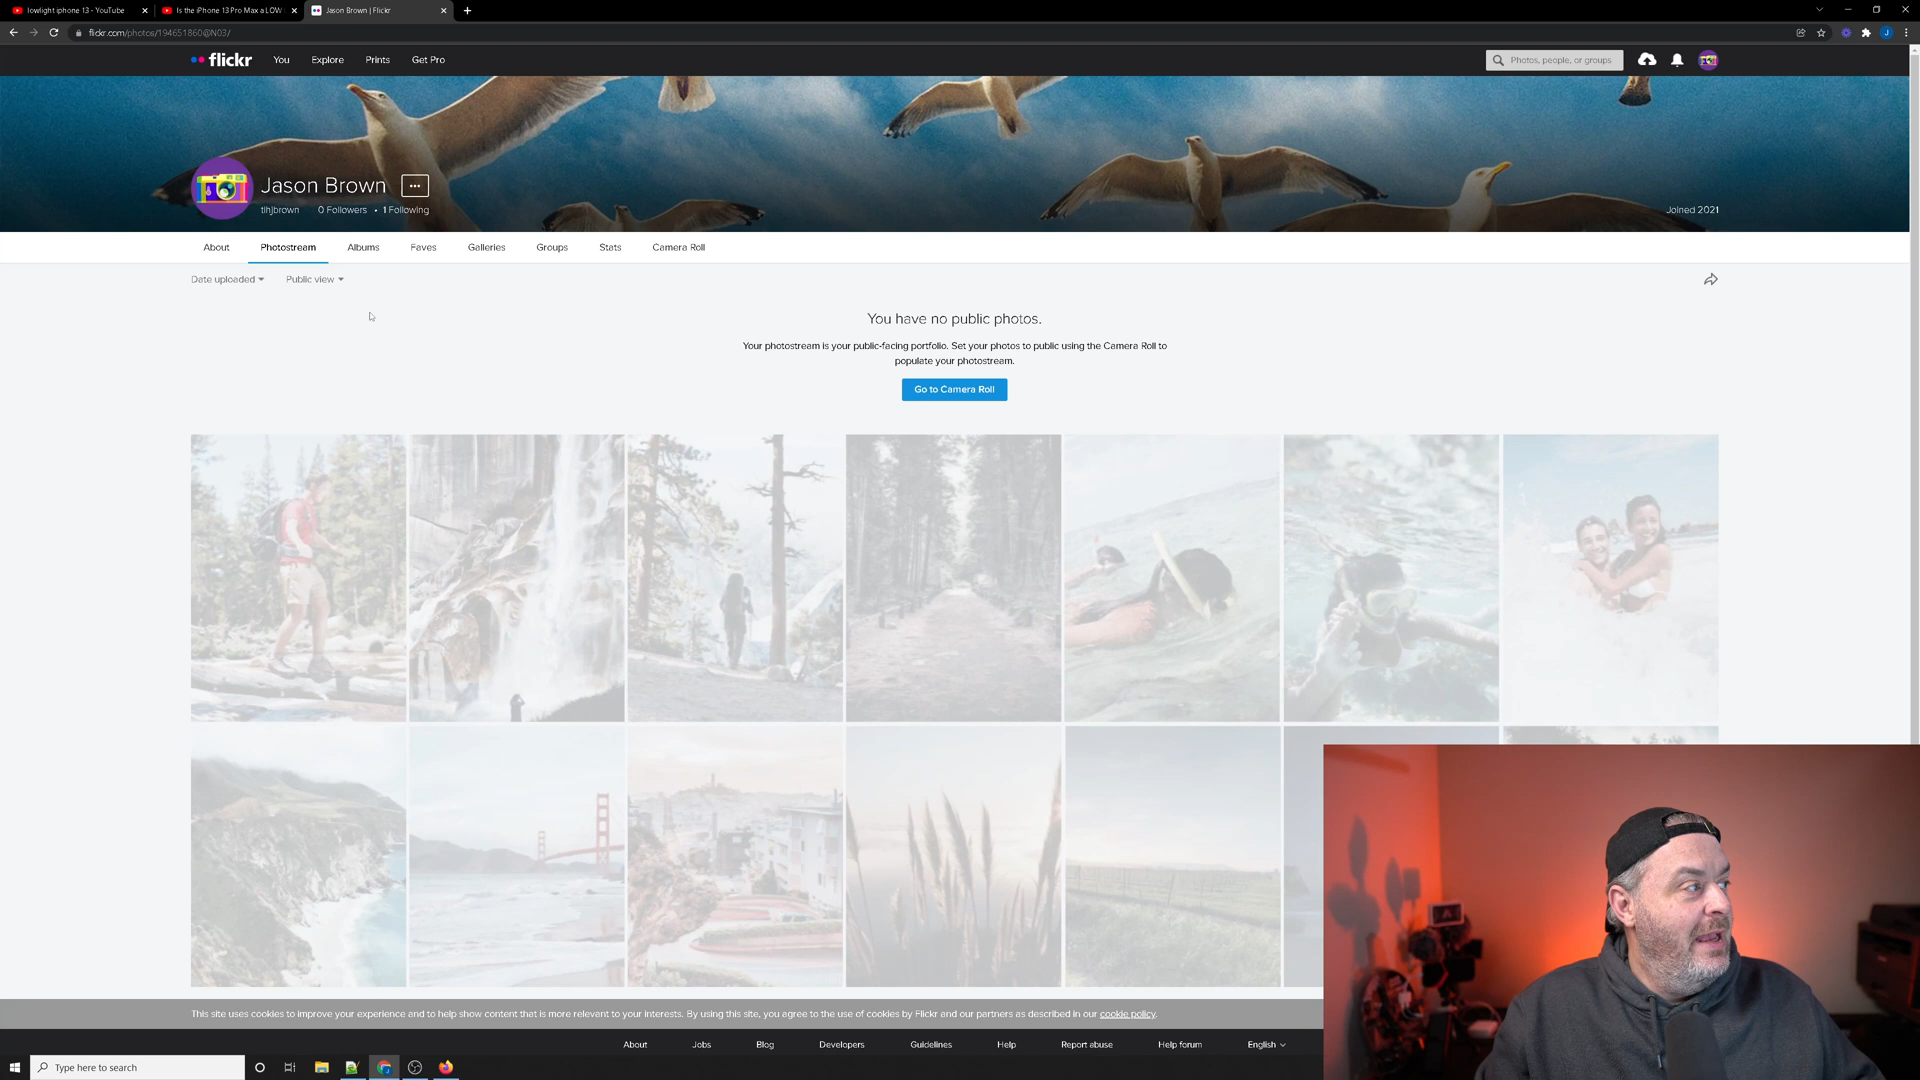 lowlight iphone 13 - YouTube
Is the iPhone 13 Pro Max a LOW
Jason Brown | Flickr
flickr.com/photos/194651860@N03/
J
flickr
You
Explore
Prints
Get Pro
Photos, people, or groups
Jason Brown
tlhjbrown
0 Followers • 1 Following
Joined 2021
About
Photostream
Albums
Faves
Galleries
Groups
Stats
Camera Roll
Date uploaded
Public view
You have no public photos.
Your photostream is your public-facing portfolio. Set your photos to public using the Camera Roll to
populate your photostream.
Go to Camera Roll
This site uses cookies to improve your experience and to help show content that is more relevant to your interests. By using this site, you agree to the use of cookies by Flickr and our partners as described in our cookie policy.
About
Jobs
Blog
Developers
Guidelines
Help
Report abuse
Help forum
English
Type here to search